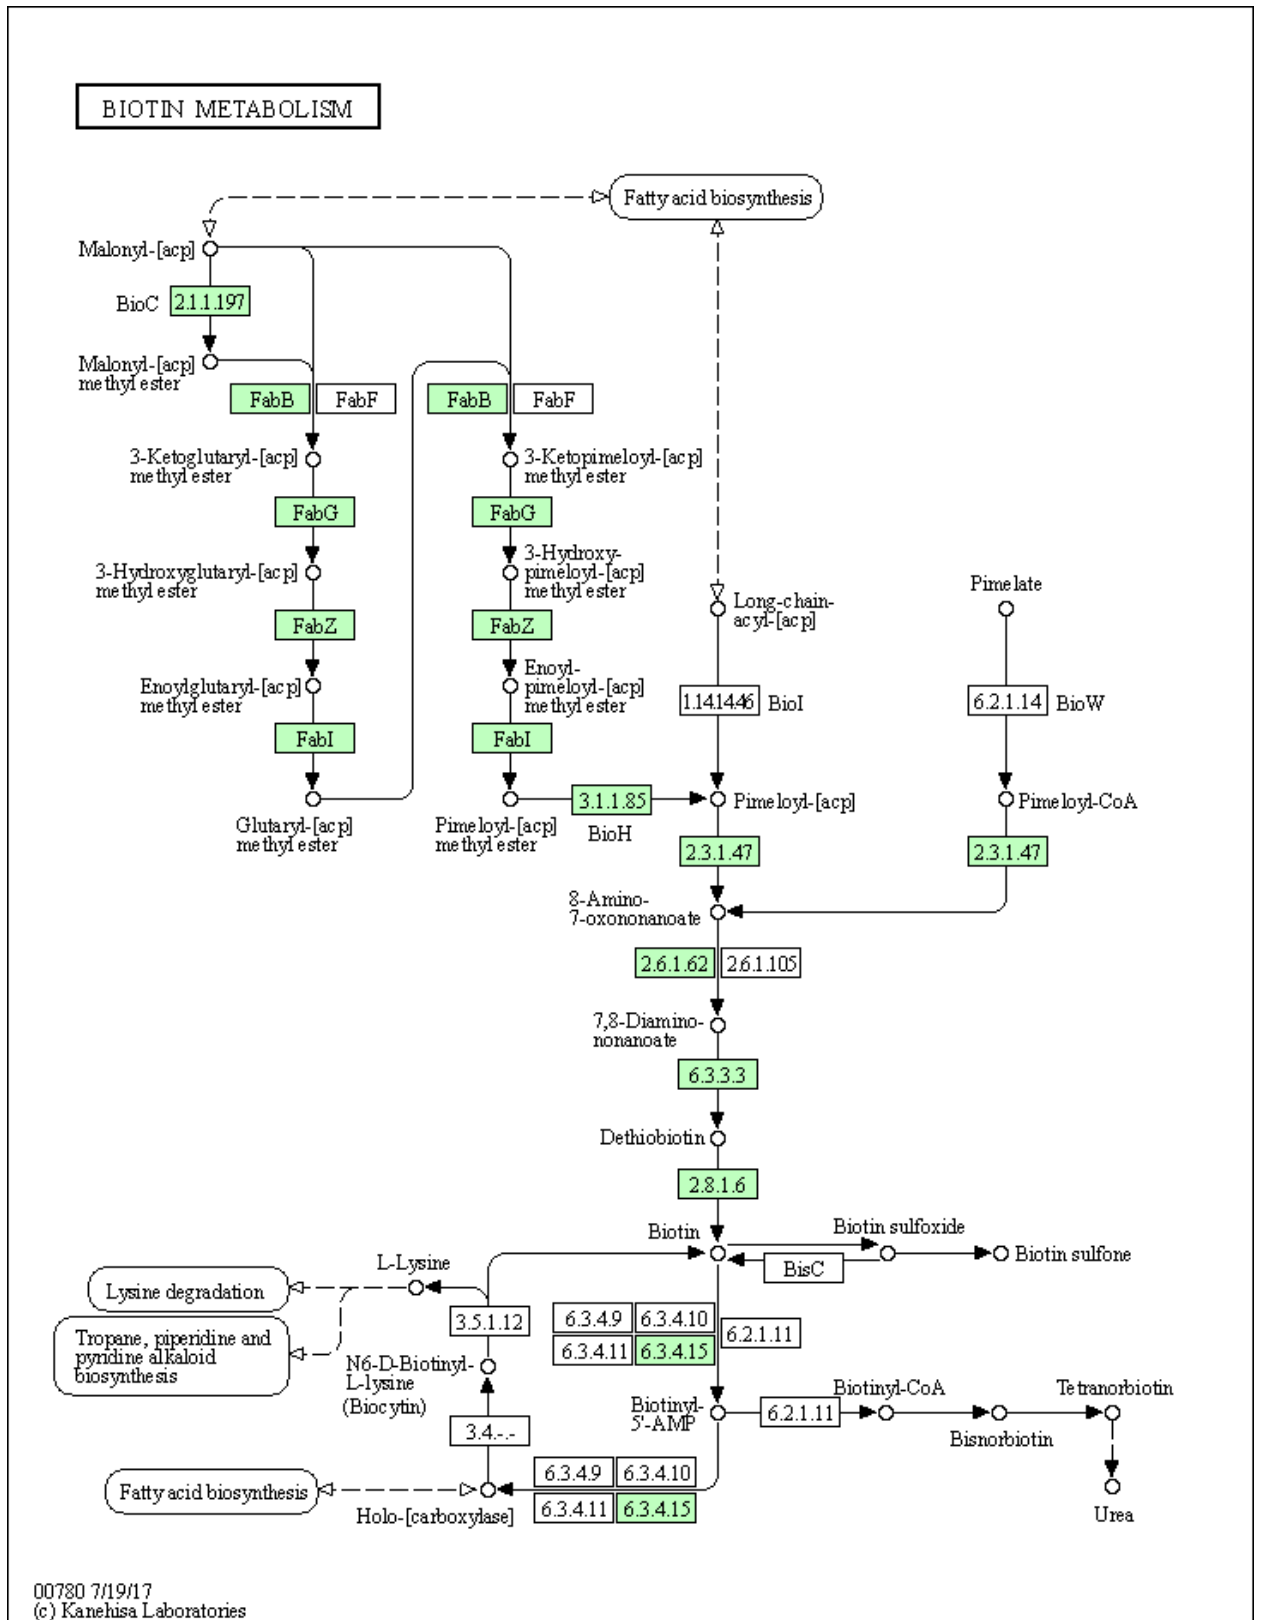 BIOTIN METABOLISM
Fatty acid biosynthesis
Malonyl-[acp]
BioC
2.1.1.197
Malonyl-[acp]
methyl ester
FabB
FabF
FabB
FabF
3-Ketoglutaryl-[acp]
methyl ester
3-Ketopimeloyl-[acp]
methyl ester
FabG
FabG
3-Hydroxyglutaryl-[acp]
methyl ester
3-Hydroxy-
pimeloyl-[acp]
methyl ester
Long-chain-
acyl-[acp]
Pimelate
FabZ
FabZ
Enoylglutaryl-[acp]
methyl ester
Enoyl-
pimeloyl-[acp]
methyl ester
1.14.14.46
BioI
6.2.1.14
BioW
FabI
FabI
Glutaryl-[acp]
methyl ester
Pimeloyl-[acp]
methyl ester
3.1.1.85
BioH
Pimeloyl-[acp]
Pimeloyl-CoA
2.3.1.47
2.3.1.47
8-Amino-
7-oxononanoate
2.6.1.62
2.6.1.105
7,8-Diamino-
nonanoate
6.3.3.3
Dethiobiotin
2.8.1.6
Biotin
Biotin sulfoxide
Biotin sulfone
BisC
L-Lysine
Lysine degradation
Tropane, piperidine and
pyridine alkaloid
biosynthesis
3.5.1.12
6.3.4.9
6.3.4.10
6.3.4.11
6.3.4.15
6.2.1.11
N6-D-Biotinyl-
L-lysine
(Biocytin)
Biotinyl-
5'-AMP
6.2.1.11
Biotinyl-CoA
Bisnorbiotin
Tetranorbiotin
3.4.-.-
Fatty acid biosynthesis
Holo-[carboxylase]
6.3.4.9
6.3.4.10
6.3.4.11
6.3.4.15
Urea
00780 7/19/17
(c) Kanehisa Laboratories